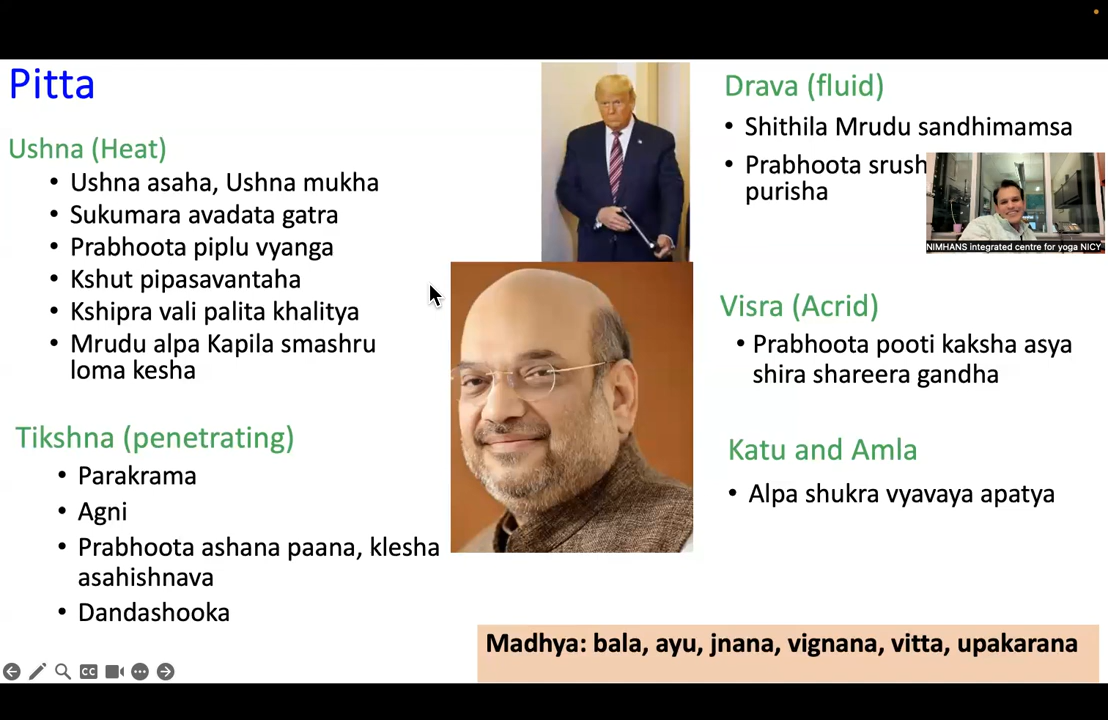 Pitta
Ushna (Heat)
• Ushna asaha, Ushna mukha
• Sukumara avadata gatra
• Prabhoota piplu vyanga
• Kshut pipasavantaha
• Kshipra vali palita khalitya
• Mrudu alpa Kapila smashru
loma kesha
Tikshna (penetrating)
• Parakrama
• Agni
• Prabhoota ashana paana, klesha
asahishnava
• Dandashooka
Drava (fluid)
• Shithila Mrudu sandhimamsa
• Prabhoota srush
purisha
NIMHANS integrated centre for yoga NICY
Visra (Acrid)
• Prabhoota pooti kaksha asya
shira shareera gandha
Katu and Amla
• Alpa shukra vyavaya apatya
Madhya: bala, ayu, jnana, vignana, vitta, upakarana
CC